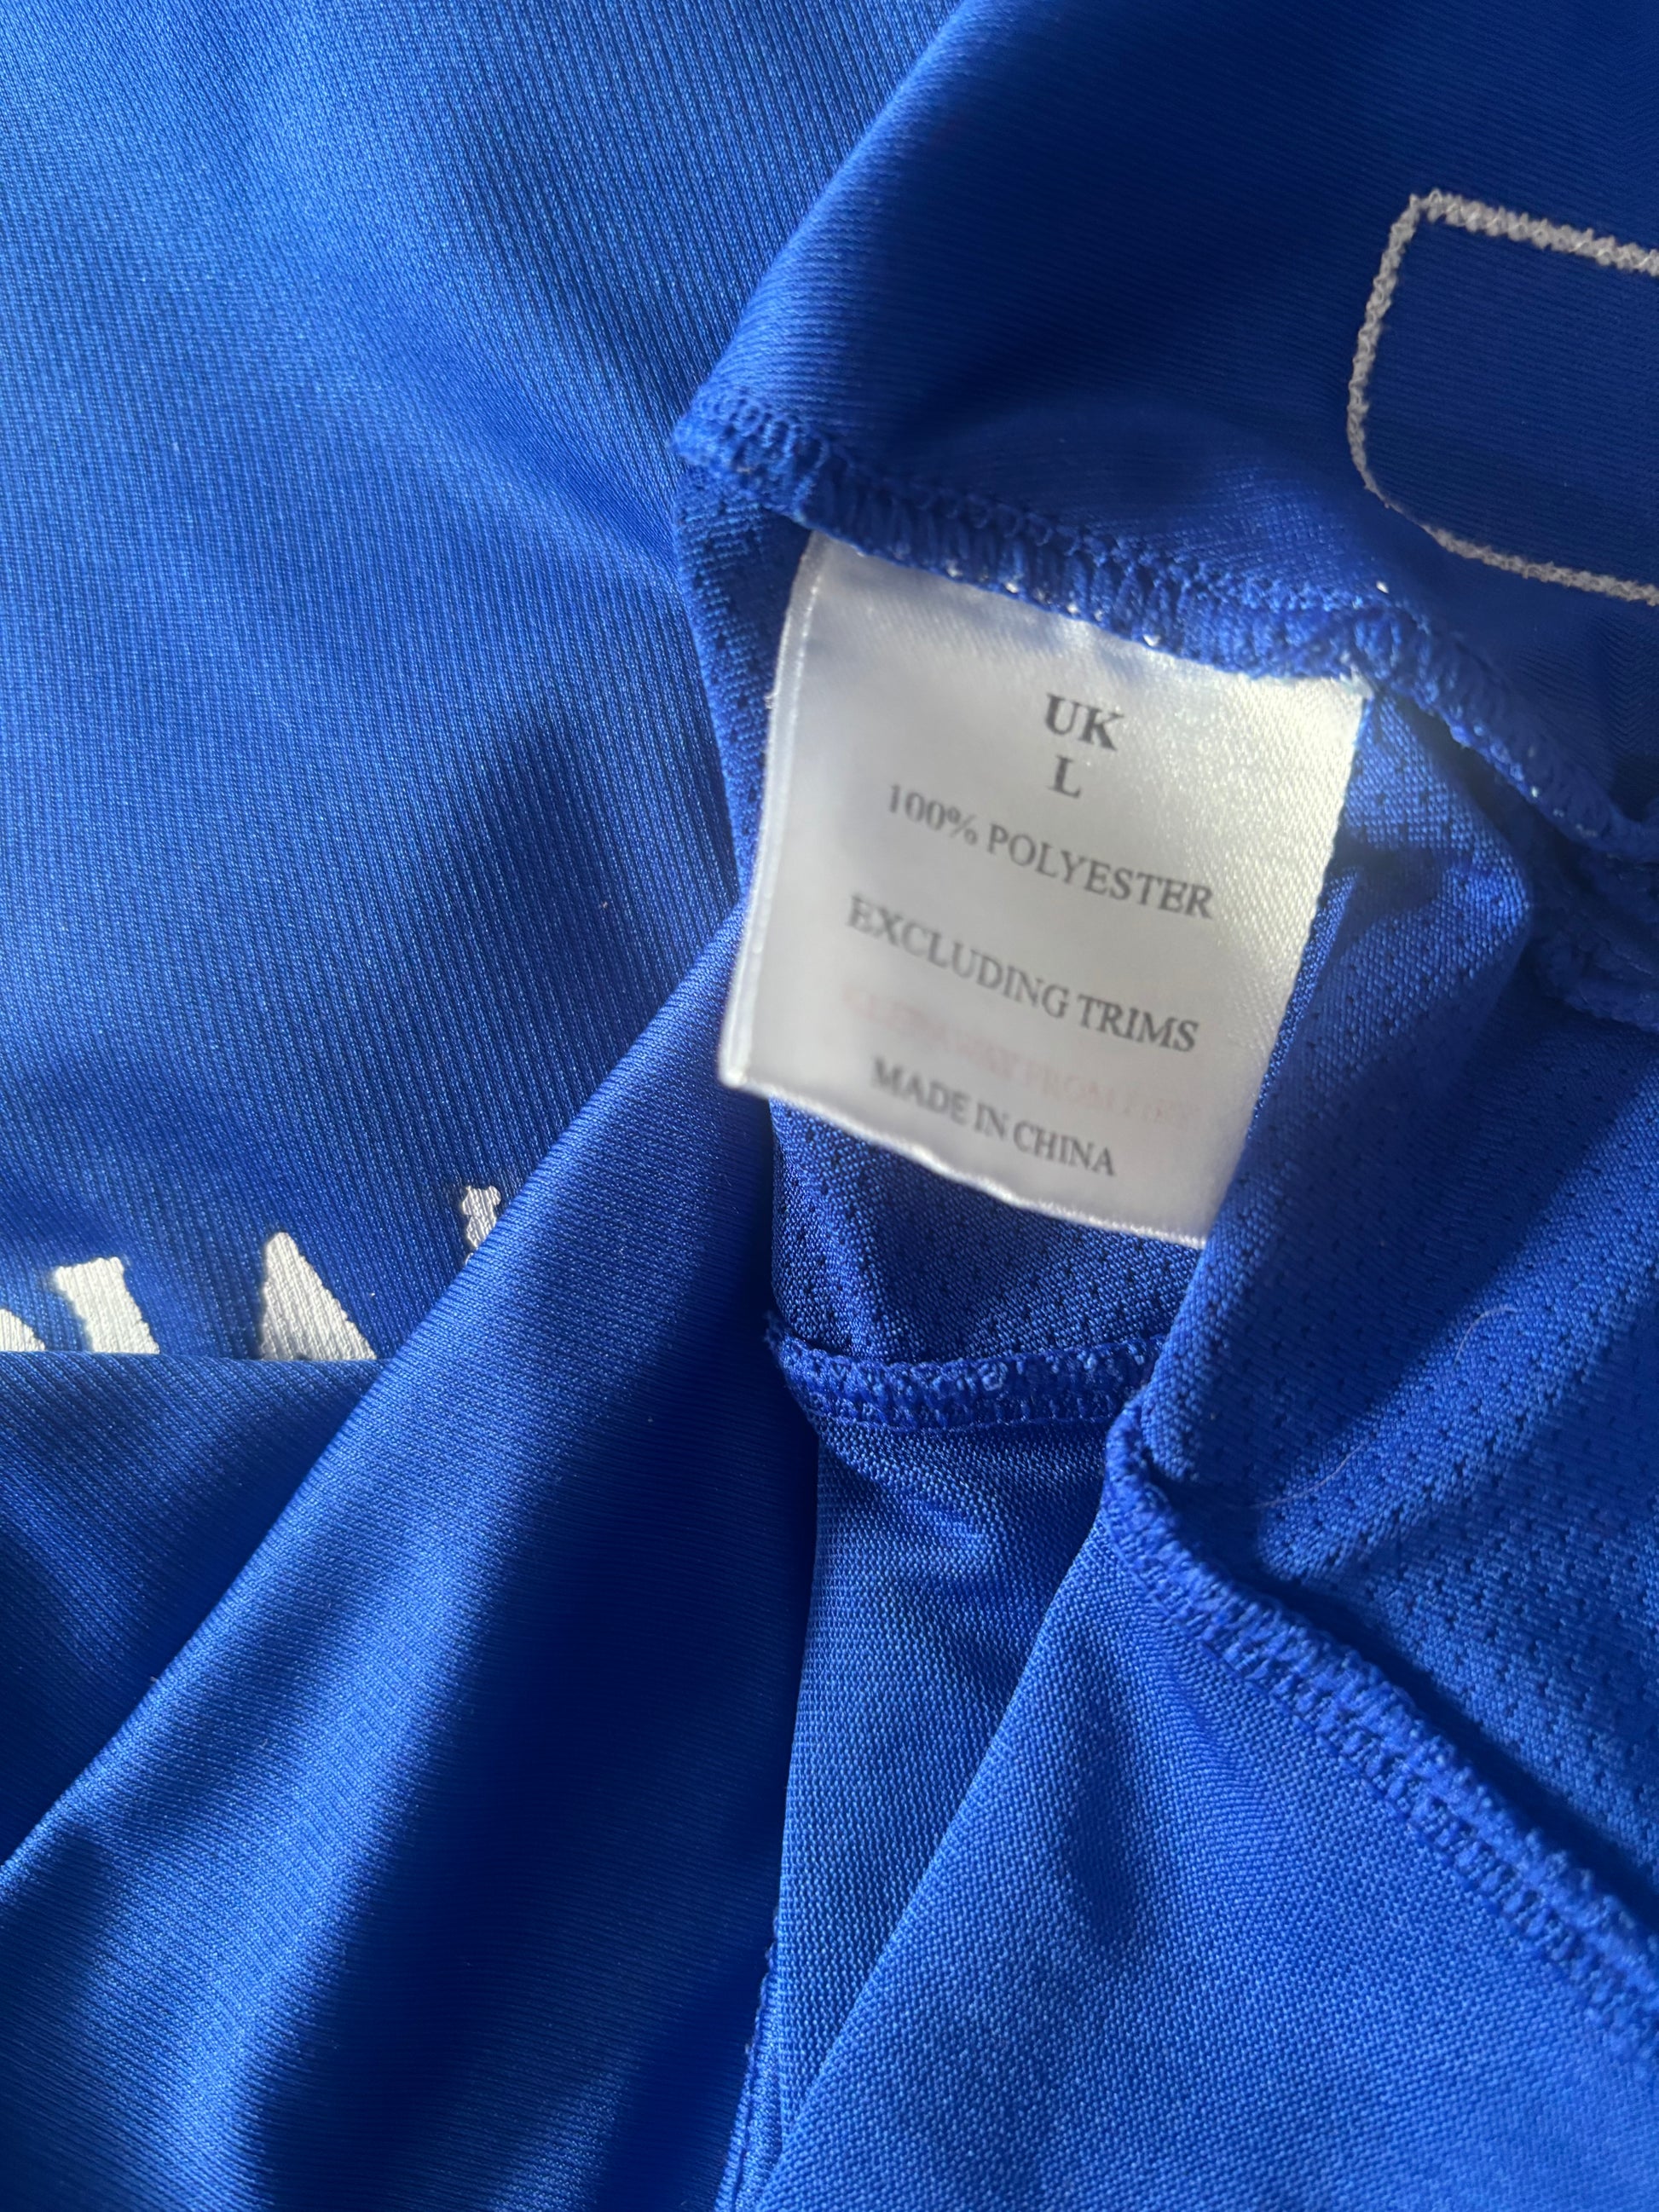 UK
L
100% POLYESTER
EXCLUDING TRIMS
MADE IN CHINA